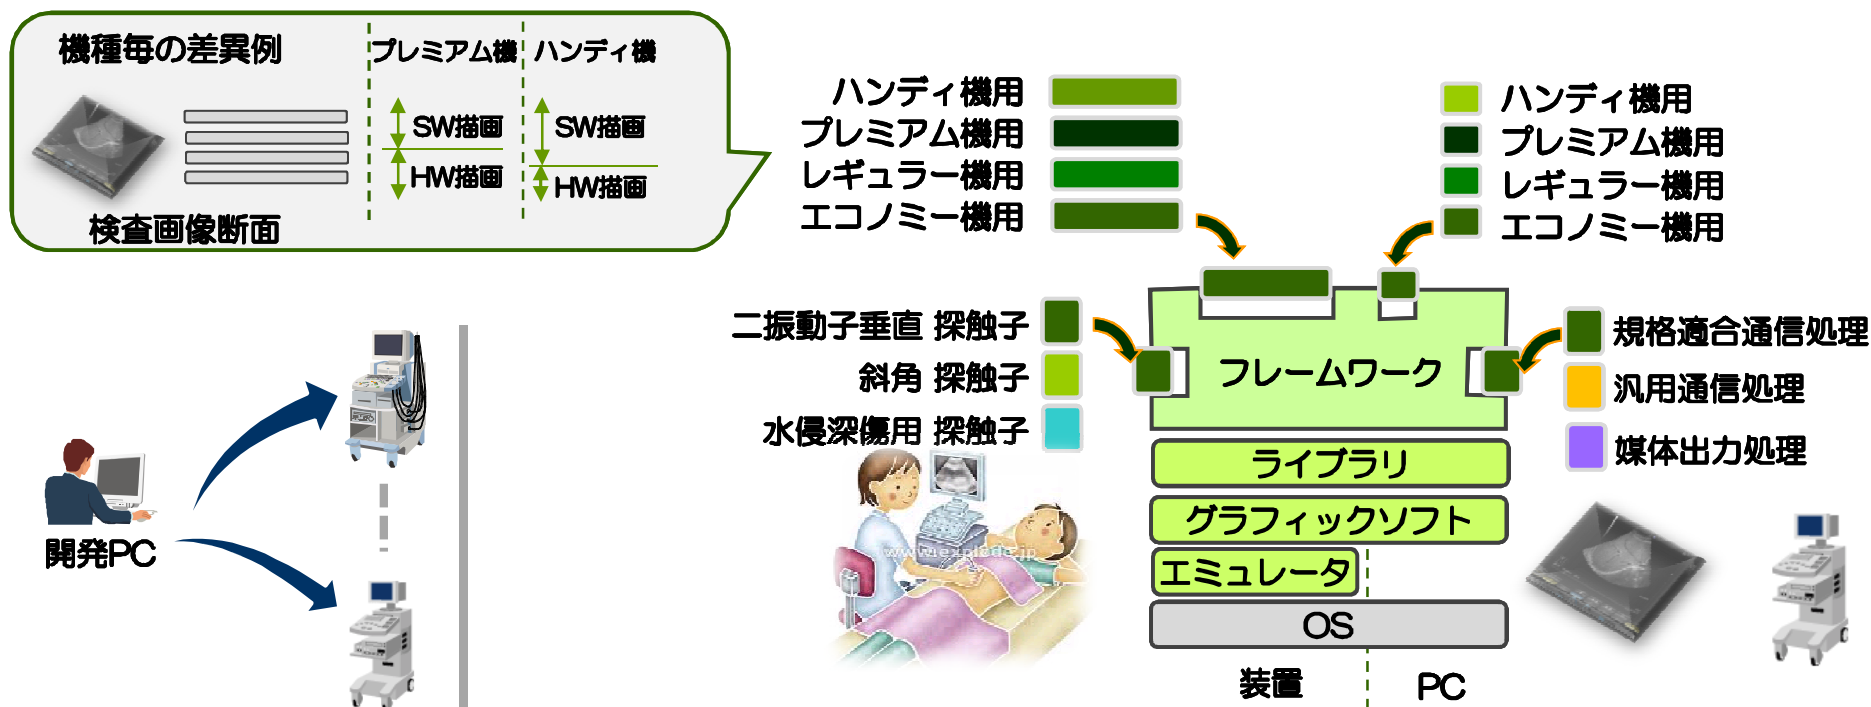 機種毎の差異例
プレミアム機
ハンディ機
SW描画
SW描画
HW描画
HW描画
検査画像断面
ハンディ機用
プレミアム機用
レギュラー機用
エコノミー機用
ハンディ機用
プレミアム機用
レギュラー機用
エコノミー機用
二振動子垂直 探触子
斜角 探触子
水侵深傷用 探触子
フレームワーク
規格適合通信処理
汎用通信処理
媒体出力処理
ライブラリ
グラフィックソフト
エミュレータ
OS
装置
PC
開発PC
www.explode.jp